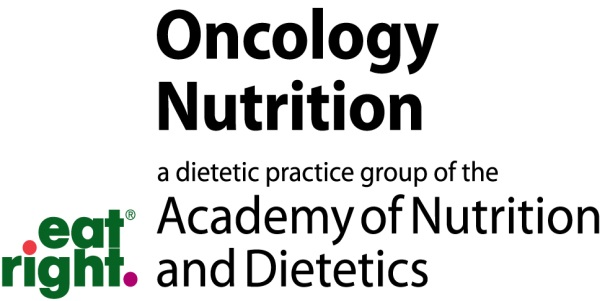 Oncology
Nutrition
a dietetic practice group of the
Academy of Nutrition
and Dietetics
eat®
right.